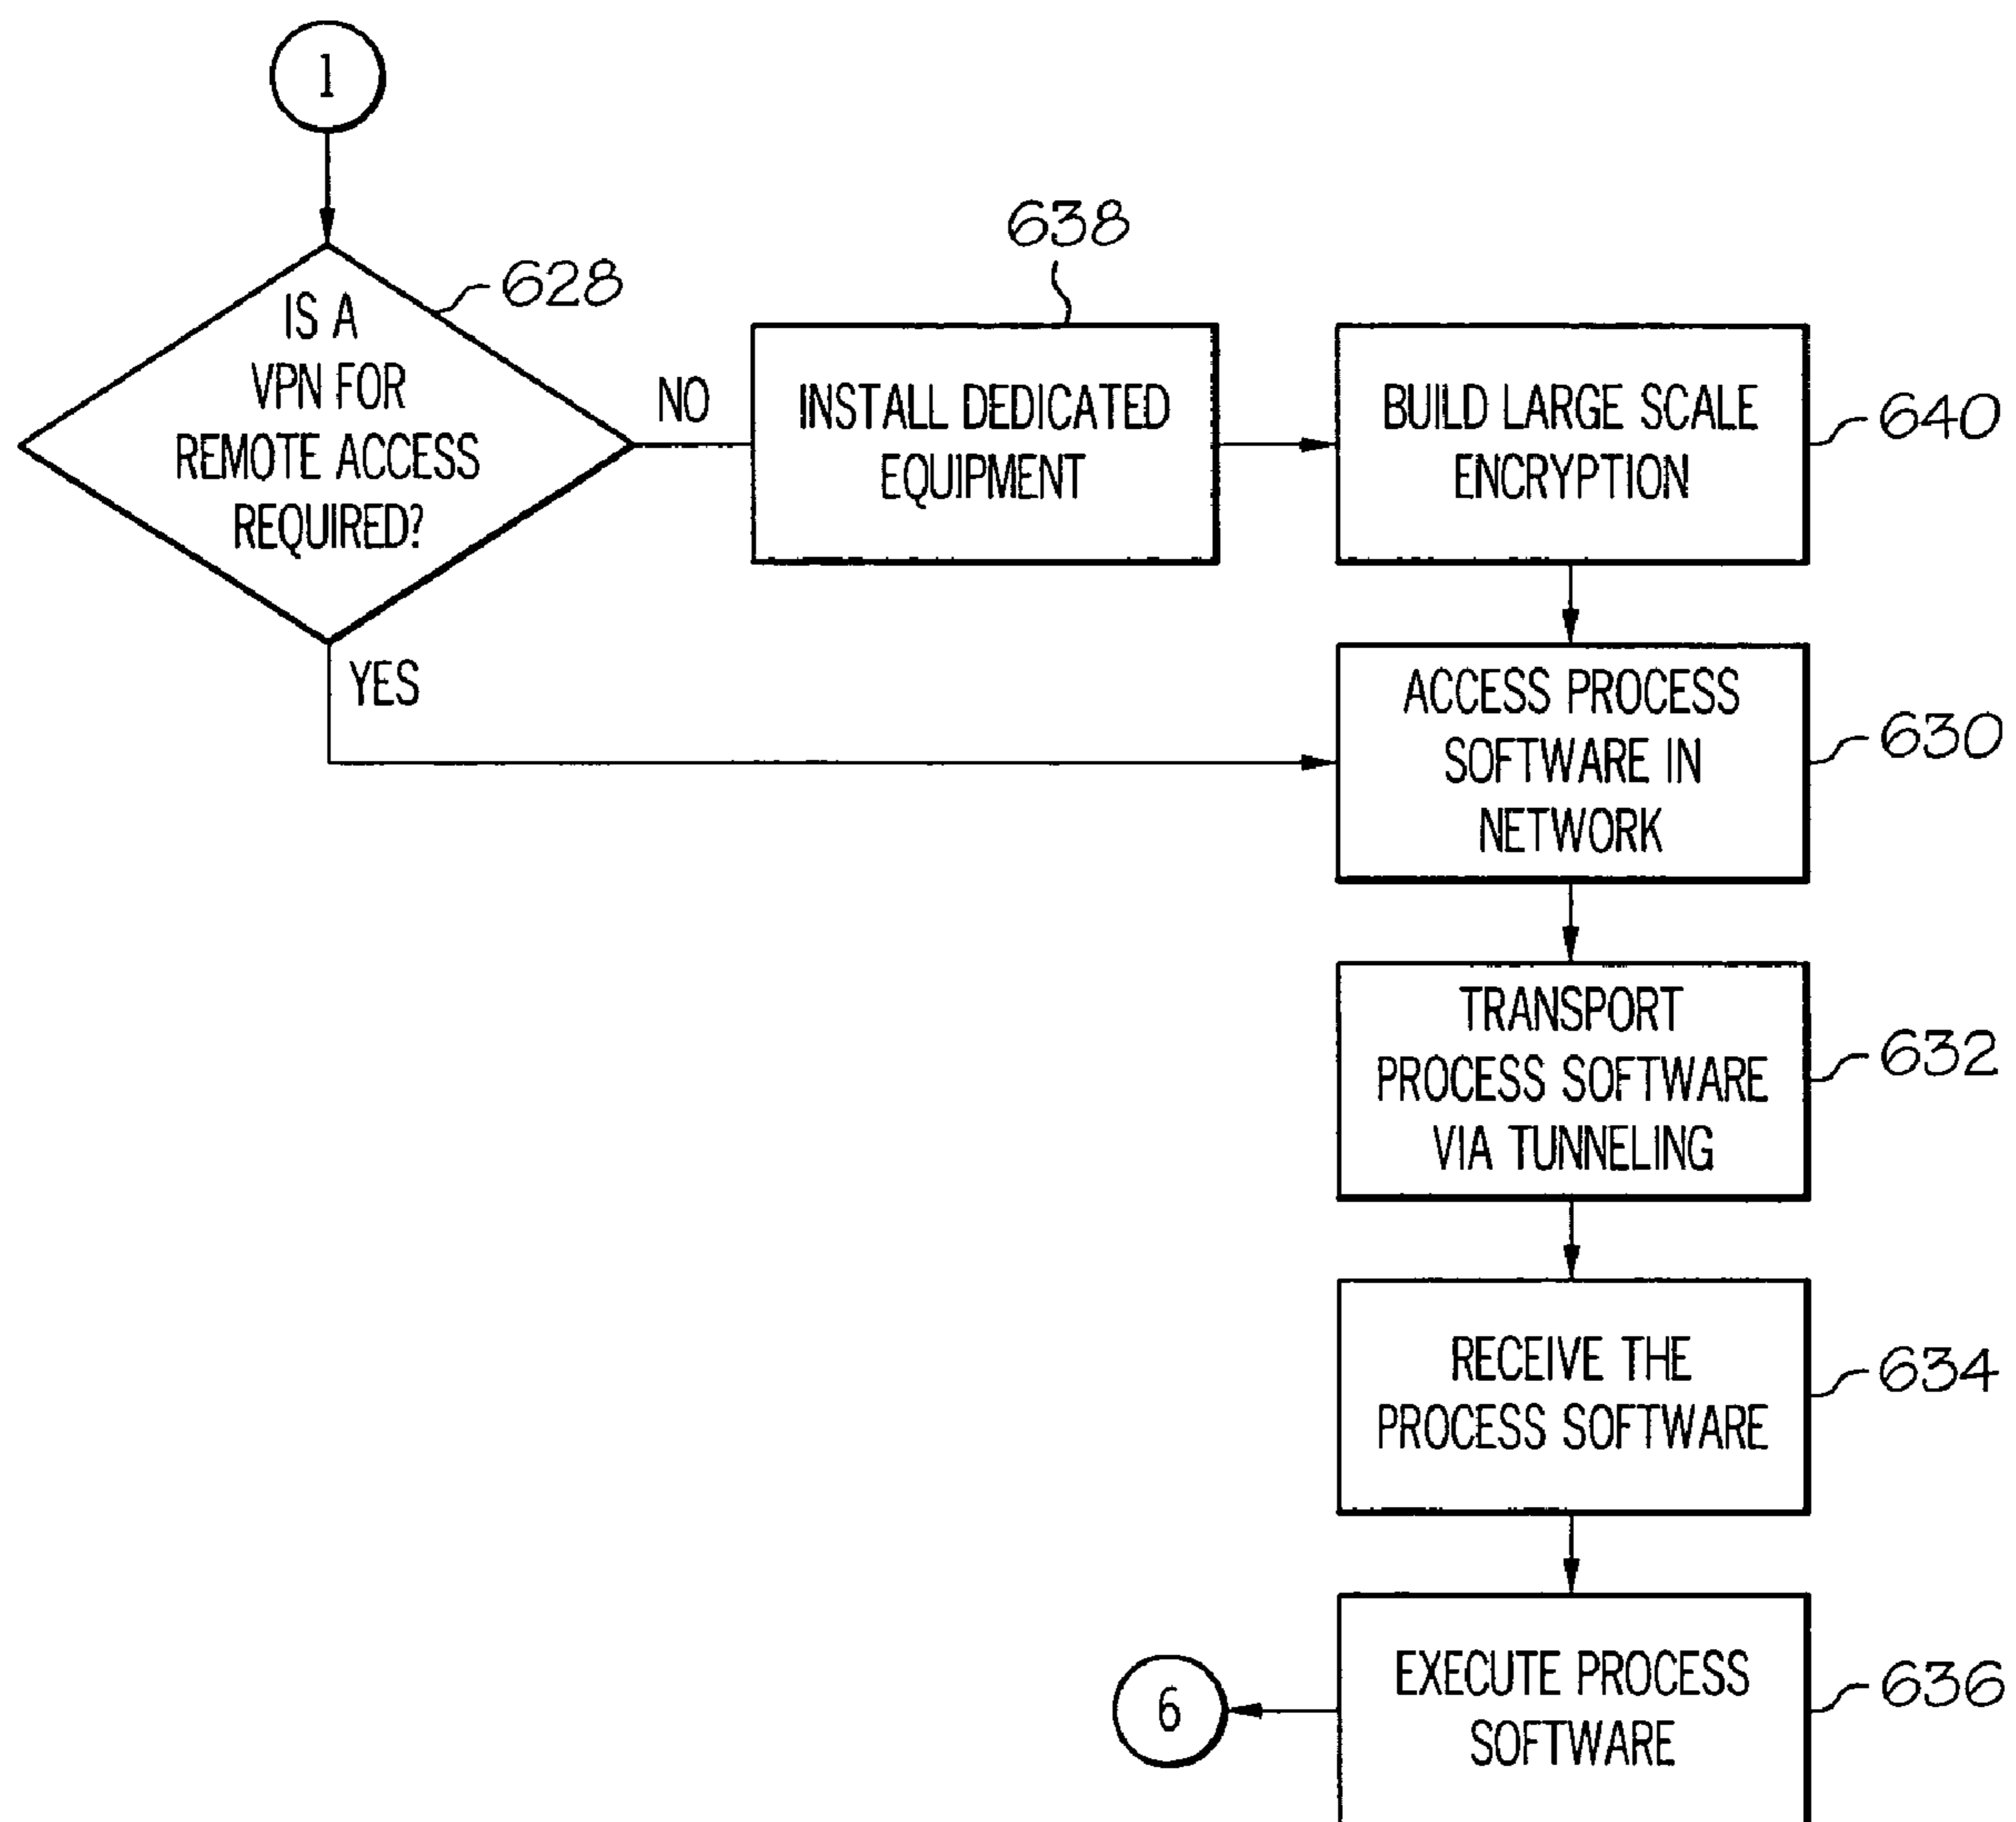 1
IS A
VPN FOR
REMOTE ACCESS
REQUIRED?
628
NO
YES
638
INSTALL DEDICATED
EQUIPMENT
BUILD LARGE SCALE
ENCRYPTION
640
ACCESS PROCESS
SOFTWARE IN
NETWORK
630
TRANSPORT
PROCESS SOFTWARE
VIA TUNNELING
632
RECEIVE THE
PROCESS SOFTWARE
634
EXECUTE PROCESS
SOFTWARE
636
6